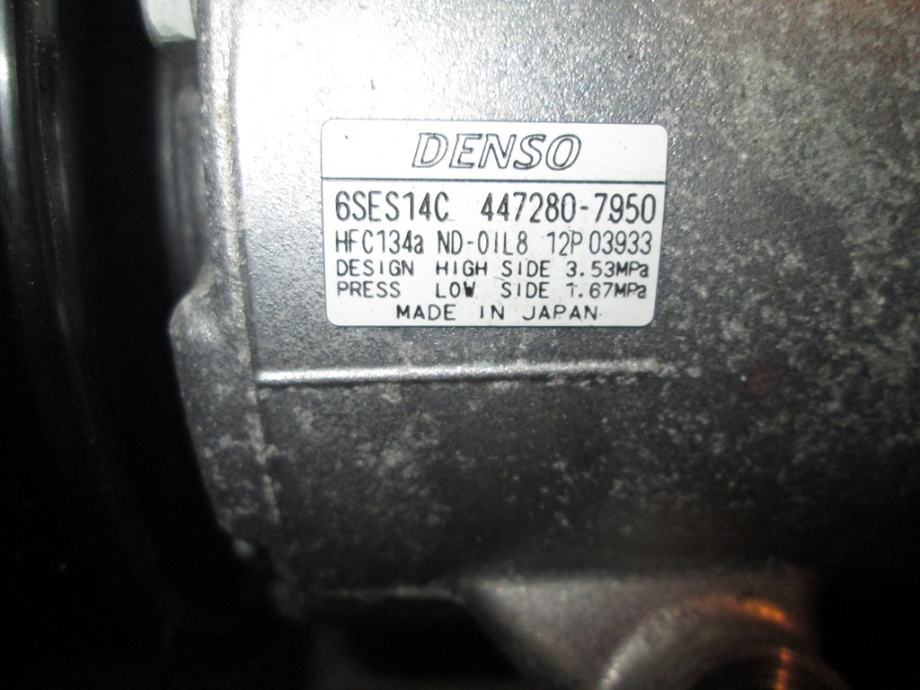 DENSO
6SES14C 447280-7950
HFC134a ND-OIL8 12P 03933
DESIGN HIGH SIDE 3.53MPa
PRESS LOW SIDE 1.67MPa
MADE IN JAPAN